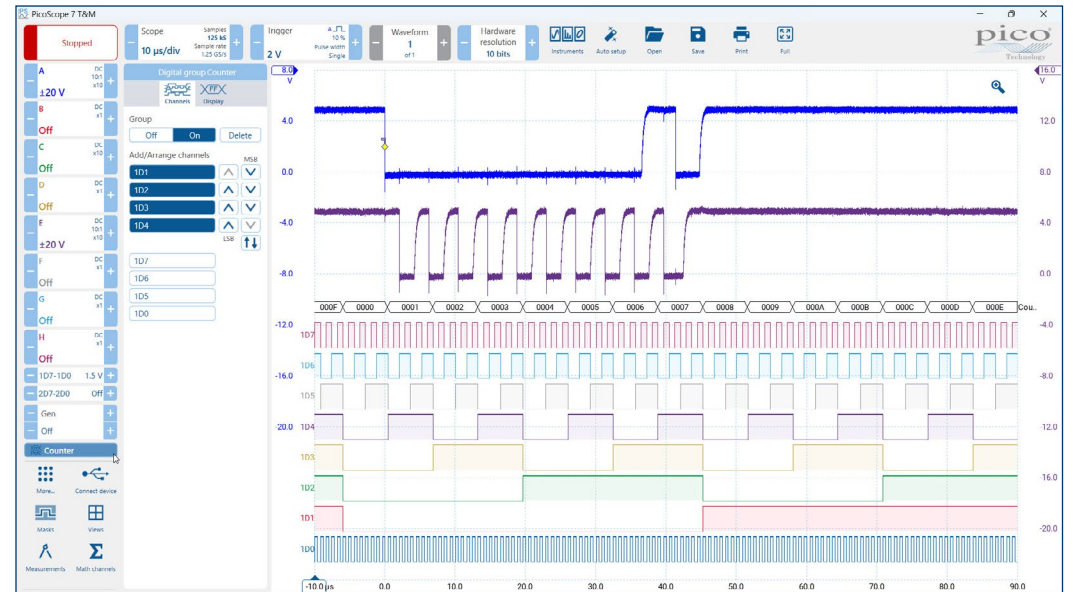 PicoScope 7 T&M
Stopped
Scope
10 µs/div
Samples
125 kS
Sample rate
1.25 GS/s
Trigger
2 V
10 %
Pulse width
Single
Waveform
1
of 1
Hardware
resolution
10 bits
Instruments
Auto setup
Open
Save
Print
Full
pico
Technology
A
DC
10:1
x10
±20 V
B
DC
x1
Off
C
DC
x10
Off
D
DC
x1
Off
E
DC
10:1
x10
±20 V
F
DC
x1
Off
G
DC
x1
Off
H
DC
x1
Off
1D7-1D0 1.5 V
2D7-2D0 Off
Gen
Off
Counter
More...
Connect device
Masks
Views
Measurements
Math channels
Digital group Counter
Channels
Display
Group
Off On Delete
Add/Arrange channels
MSB
1D1
1D2
1D3
1D4
LSB
1D7
1D6
1D5
1D0
8.0
V
4.0
0.0
-4.0
-8.0
-12.0
-16.0
-20.0
16.0
V
12.0
8.0
4.0
0.0
-4.0
-8.0
-12.0
16.0
-20.0
000F 0000 0001 0002 0003 0004 0005 0006 0007 0008 0009 000A 000B 000C 000D 000E Cou..
1D7
1D6
1D5
1D4
1D3
1D2
1D1
1D0
-10.0 µs 0.0 10.0 20.0 30.0 40.0 50.0 60.0 70.0 80.0 90.0